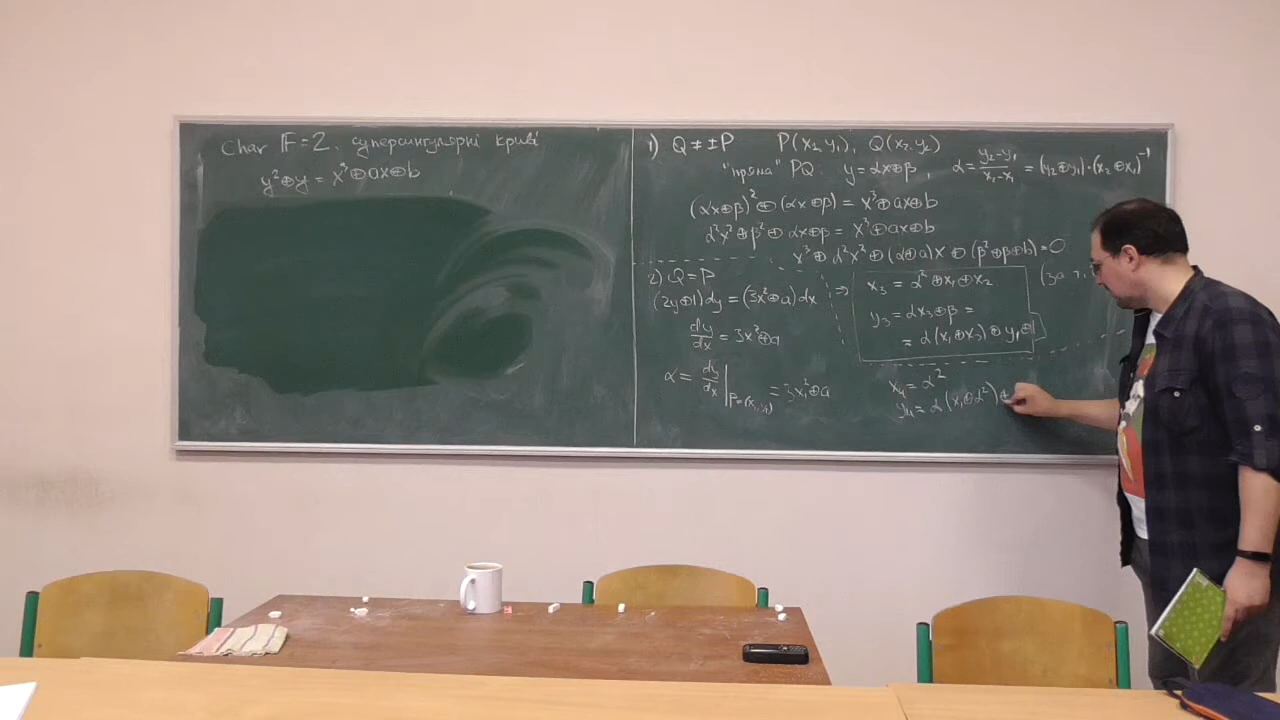 Char F = 2. суперсингулярні криві
y² ⊕ y = x³ ⊕ ax ⊕ b
1) Q ≠ ±P P(x₁, y₁), Q(x₂, y₂)
"пряма" PQ: y = αx ⊕ β, α = (y₂ − y₁)/(x₂ − x₁) = (y₂ ⊕ y₁)·(x₂ ⊕ x₁)⁻¹
(αx ⊕ β)² ⊕ (αx ⊕ β) = x³ ⊕ ax ⊕ b
α²x² ⊕ β² ⊕ αx ⊕ β = x³ ⊕ ax ⊕ b
x³ ⊕ α²x² ⊕ (α ⊕ a)x ⊕ (β² ⊕ β ⊕ b) = 0
(за т.
⇒ x₃ = α² ⊕ x₁ ⊕ x₂
y₃ = αx₃ ⊕ β =
= α(x₁ ⊕ x₃) ⊕ y₁ ⊕ 1
2) Q = P
(2y ⊕ 1)dy = (3x² ⊕ a)dx
dy/dx = 3x² ⊕ a
α = dy/dx |P=(x₁,y₁) = 3x₁² ⊕ a
x₄ = α²
y₄ = α(x₁ ⊕ α²) ⊕